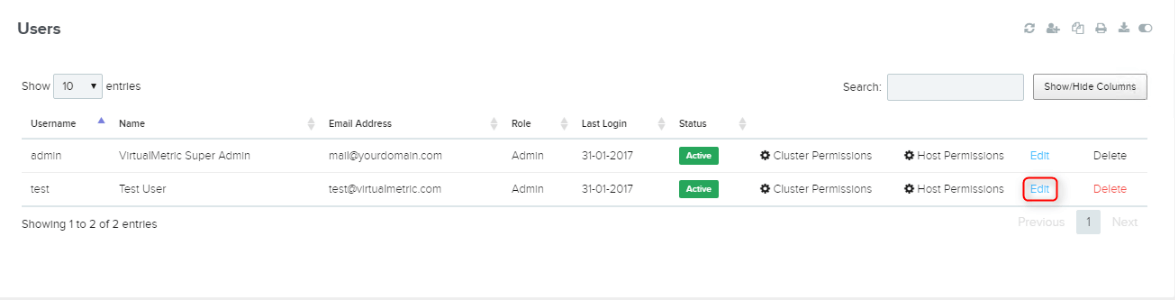 Users
Show 10 entries
Search: Show/Hide Columns
Username Name Email Address Role Last Login Status
admin VirtualMetric Super Admin mail@yourdomain.com Admin 31-01-2017 Active Cluster Permissions Host Permissions Edit Delete
test Test User test@virtualmetric.com Admin 31-01-2017 Active Cluster Permissions Host Permissions Edit Delete
Showing 1 to 2 of 2 entries
Previous 1 Next